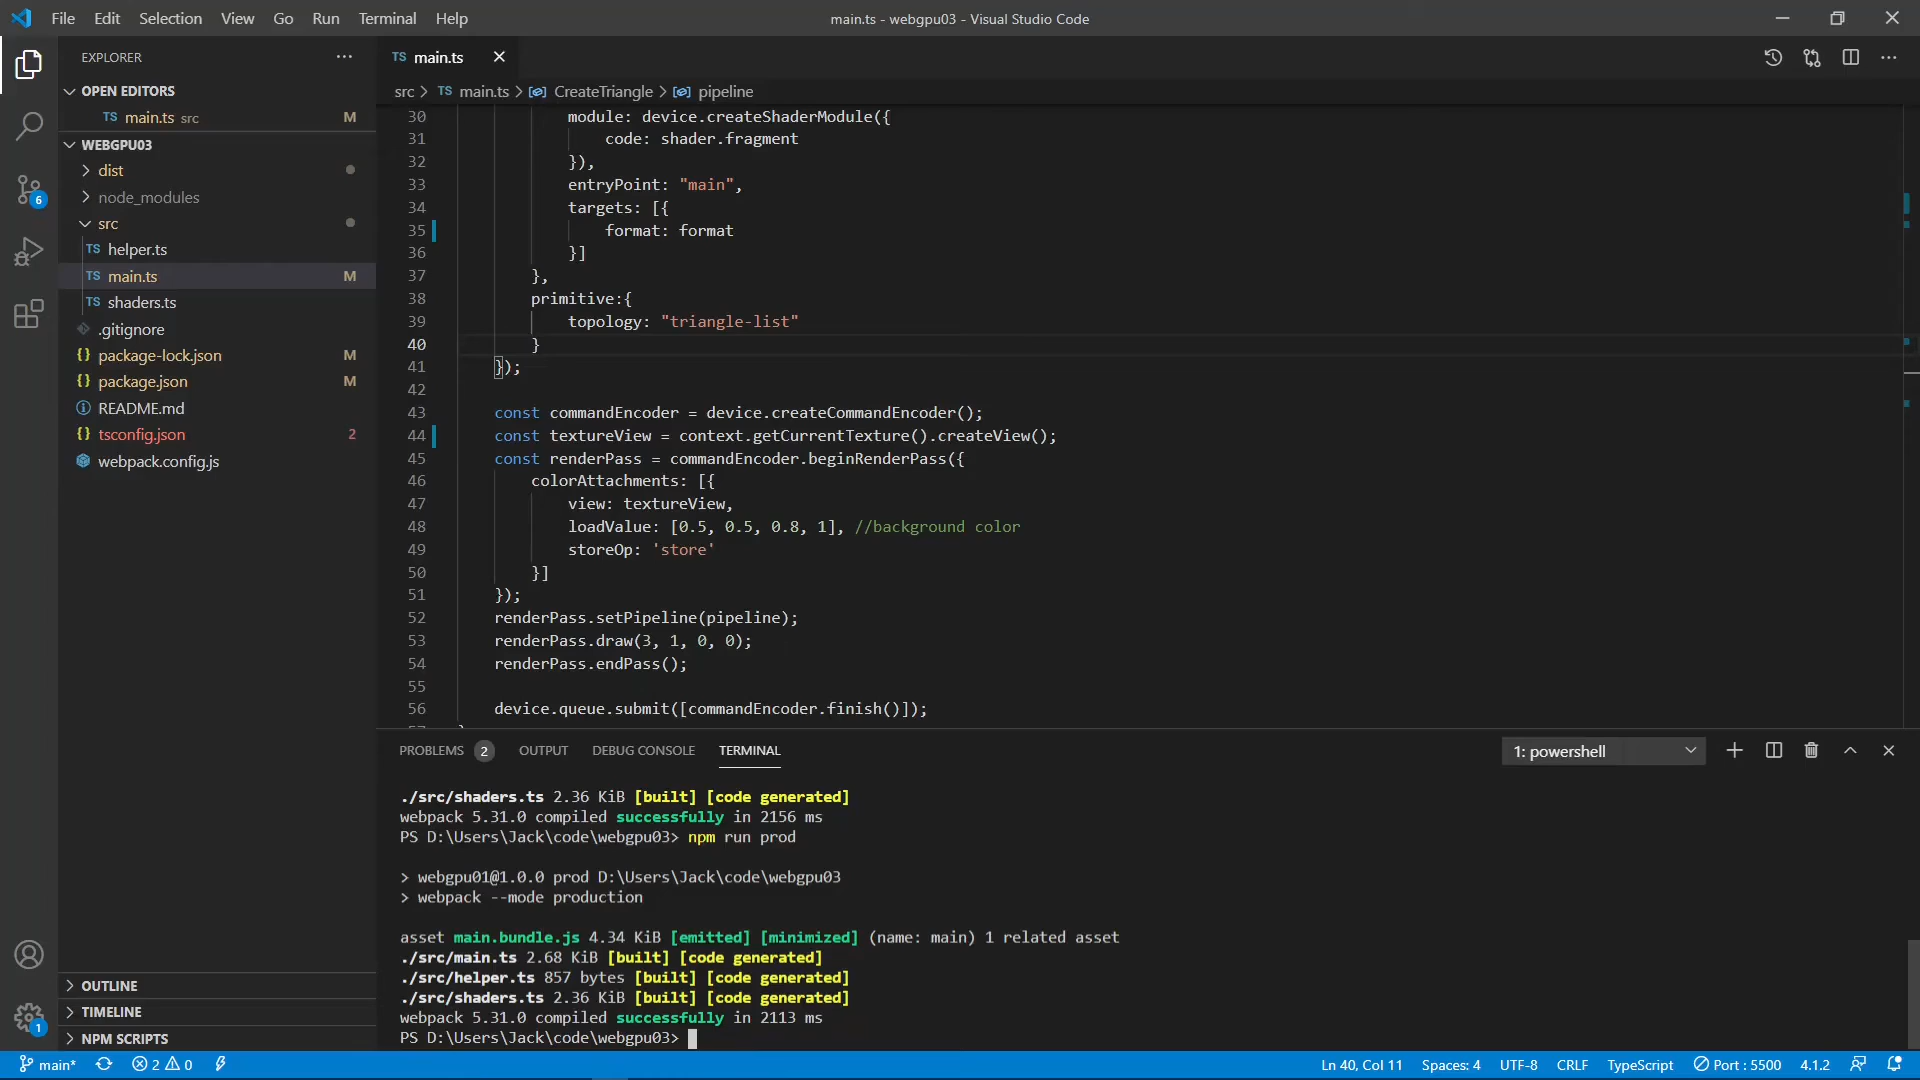 File Edit Selection View Go Run Terminal Help
main.ts - webgpu03 - Visual Studio Code
EXPLORER
OPEN EDITORS
TS main.ts src M
WEBGPU03
dist
node_modules
src
TS helper.ts
TS main.ts M
TS shaders.ts
.gitignore
{} package-lock.json M
{} package.json M
README.md
{} tsconfig.json 2
webpack.config.js
OUTLINE
TIMELINE
NPM SCRIPTS
6
1
TS main.ts
src > TS main.ts > CreateTriangle > pipeline
30 module: device.createShaderModule({
31 code: shader.fragment
32 }),
33 entryPoint: "main",
34 targets: [{
35 format: format
36 }]
37 },
38 primitive:{
39 topology: "triangle-list"
40 }
41 });
42
43 const commandEncoder = device.createCommandEncoder();
44 const textureView = context.getCurrentTexture().createView();
45 const renderPass = commandEncoder.beginRenderPass({
46 colorAttachments: [{
47 view: textureView,
48 loadValue: [0.5, 0.5, 0.8, 1], //background color
49 storeOp: 'store'
50 }]
51 });
52 renderPass.setPipeline(pipeline);
53 renderPass.draw(3, 1, 0, 0);
54 renderPass.endPass();
55
56 device.queue.submit([commandEncoder.finish()]);
PROBLEMS 2 OUTPUT DEBUG CONSOLE TERMINAL
1: powershell
./src/shaders.ts 2.36 KiB [built] [code generated]
webpack 5.31.0 compiled successfully in 2156 ms
PS D:\Users\Jack\code\webgpu03> npm run prod
> webgpu01@1.0.0 prod D:\Users\Jack\code\webgpu03
> webpack --mode production
asset main.bundle.js 4.34 KiB [emitted] [minimized] (name: main) 1 related asset
./src/main.ts 2.68 KiB [built] [code generated]
./src/helper.ts 857 bytes [built] [code generated]
./src/shaders.ts 2.36 KiB [built] [code generated]
webpack 5.31.0 compiled successfully in 2113 ms
PS D:\Users\Jack\code\webgpu03>
main* 2 0
Ln 40, Col 11 Spaces: 4 UTF-8 CRLF TypeScript Port : 5500 4.1.2